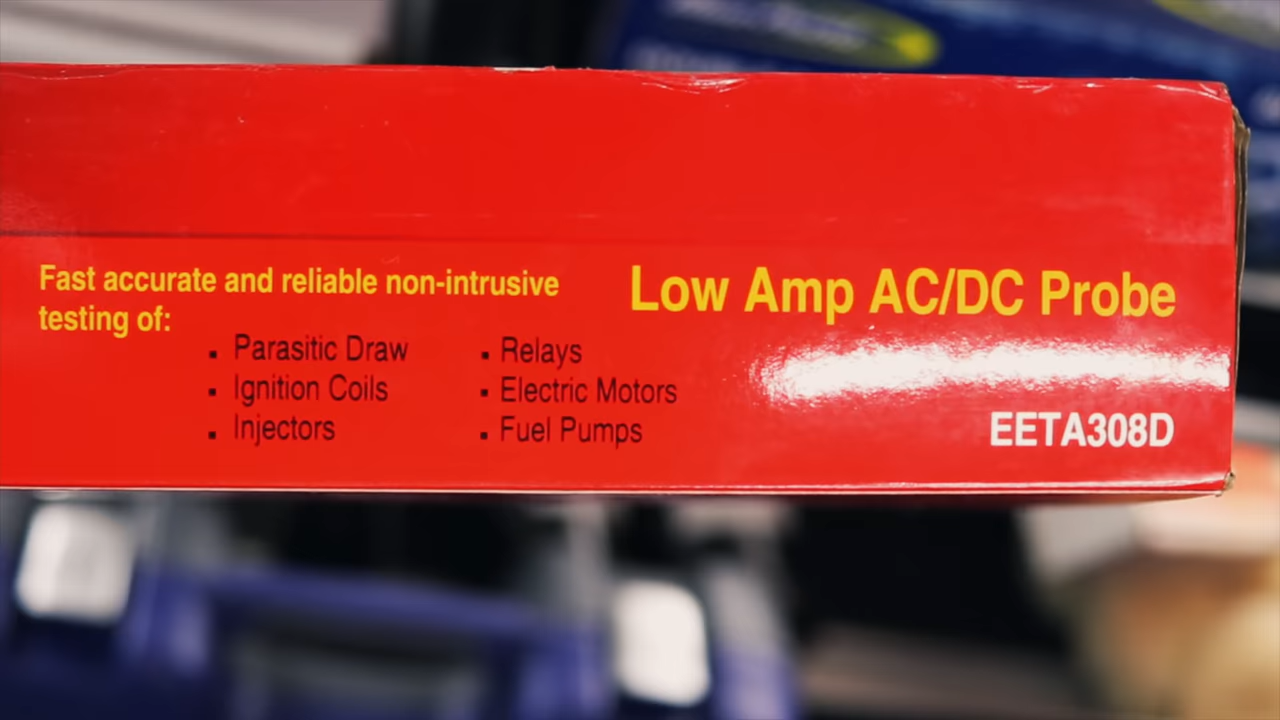 Fast accurate and reliable non-intrusive
testing of:
▪ Parasitic Draw
▪ Ignition Coils
▪ Injectors
▪ Relays
▪ Electric Motors
▪ Fuel Pumps
Low Amp AC/DC Probe
EETA308D